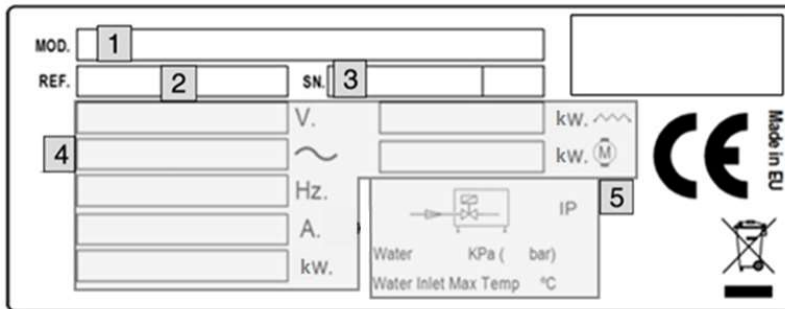 MOD. 1
REF. 2 SN. 3
V. kW.
4
kW. M
Hz.
5
IP
A.
Water KPa ( bar)
kW.
Water Inlet Max Temp ºC
CE
Made in EU